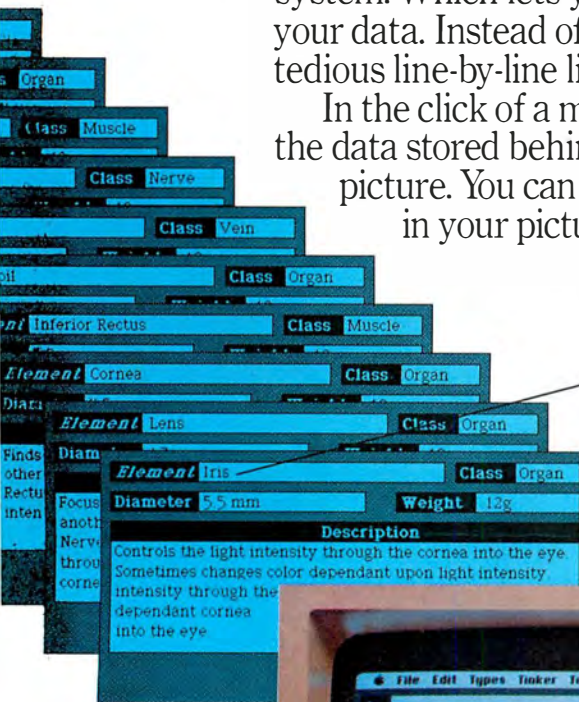 system. Which lets y
your data. Instead of
tedious line-by-line li
In the click of a m
the data stored behin
picture. You can
in your pictu
Organ
Class Muscle
Class Nerve
Class Vein
Class Organ
Inferior Rectus Class Muscle
Element Cornea Class Organ
Element Lens Class Organ
Finds
other
Rectu
inten
Diam
Focus
anoth
Nerv
throu
corne
Element Iris Class Organ
Diameter 5.5 mm Weight 12g
Description
Controls the light intensity through the cornea into the eye.
Sometimes changes color dependant upon light intensity
intensity through the
dependant cornea
into the eye
File Edit Types Tinker